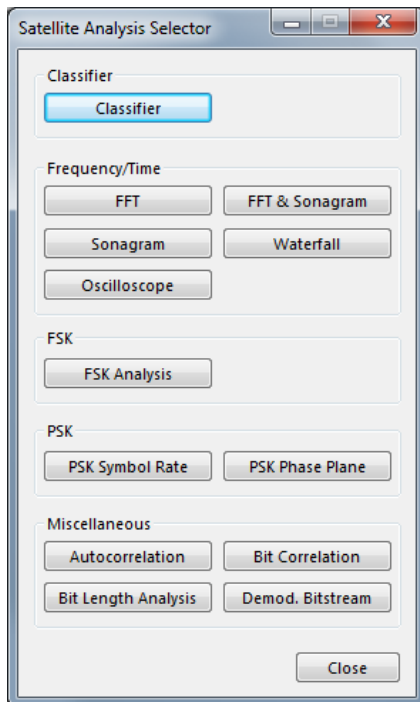 Satellite Analysis Selector
Classifier
Classifier
Frequency/Time
FFT FFT & Sonagram
Sonagram Waterfall
Oscilloscope
FSK
FSK Analysis
PSK
PSK Symbol Rate PSK Phase Plane
Miscellaneous
Autocorrelation Bit Correlation
Bit Length Analysis Demod. Bitstream
Close